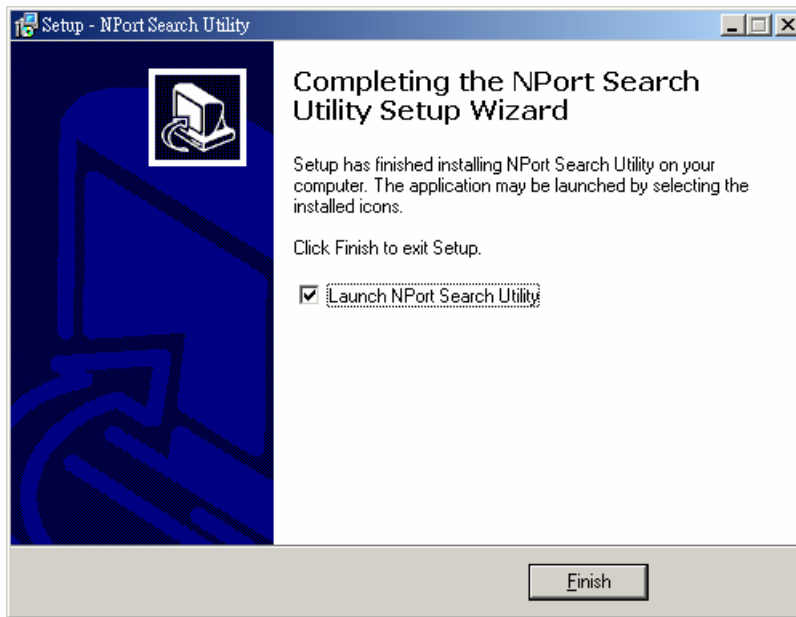 Setup - NPort Search Utility
Completing the NPort Search
Utility Setup Wizard
Setup has finished installing NPort Search Utility on your
computer. The application may be launched by selecting the
installed icons.
Click Finish to exit Setup.
Launch NPort Search Utility
Finish